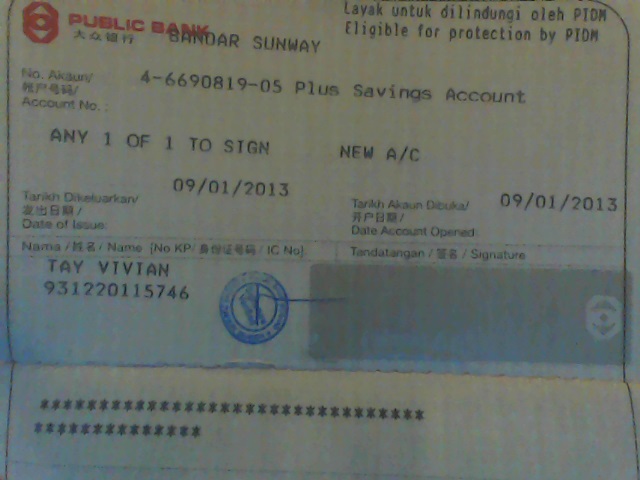 PUBLIC BANK
大众银行
BANDAR SUNWAY
Layak untuk dilindungi oleh PIDM
Eligible for protection by PIDM
No. Akaun/
帐户号码/
Account No. :
4-6690819-05 Plus Savings Account
ANY 1 OF 1 TO SIGN
NEW A/C
Tarikh Dikeluarkan/
发出日期/
Date of Issue:
09/01/2013
Tarikh Akaun Dibuka/
开户日期/
Date Account Opened:
09/01/2013
Nama / 姓名 / Name (No KP/ 身份证号码 / IC No):
Tandatangan / 签名 / Signature
TAY VIVIAN
931220115746
*********************************
**************